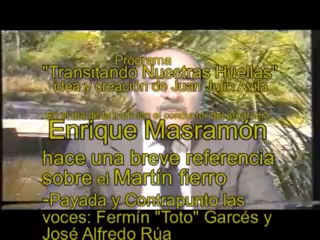 Programa
"Transitando Nuestras Huellas"
idea y creación de Juan Julio Avila
Enrique Masramón
hace una breve referencia
sobre el Martín fierro
-Payada y Contrapunto las
voces: Fermín "Toto" Garcés y
José Alfredo Rúa